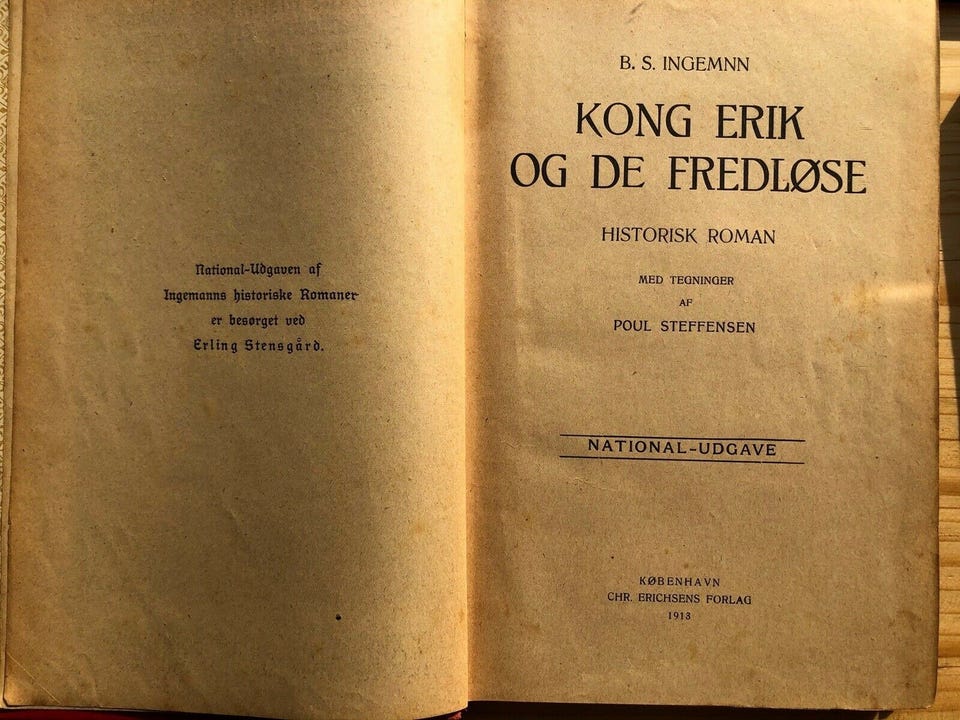 National-Udgaven af
Ingemanns historiske Romaner
er besørget ved
Erling Stensgård.
B. S. INGEMNN
KONG ERIK
OG DE FREDLØSE
HISTORISK ROMAN
MED TEGNINGER
AF
POUL STEFFENSEN
NATIONAL-UDGAVE
KØBENHAVN
CHR. ERICHSENS FORLAG
1913